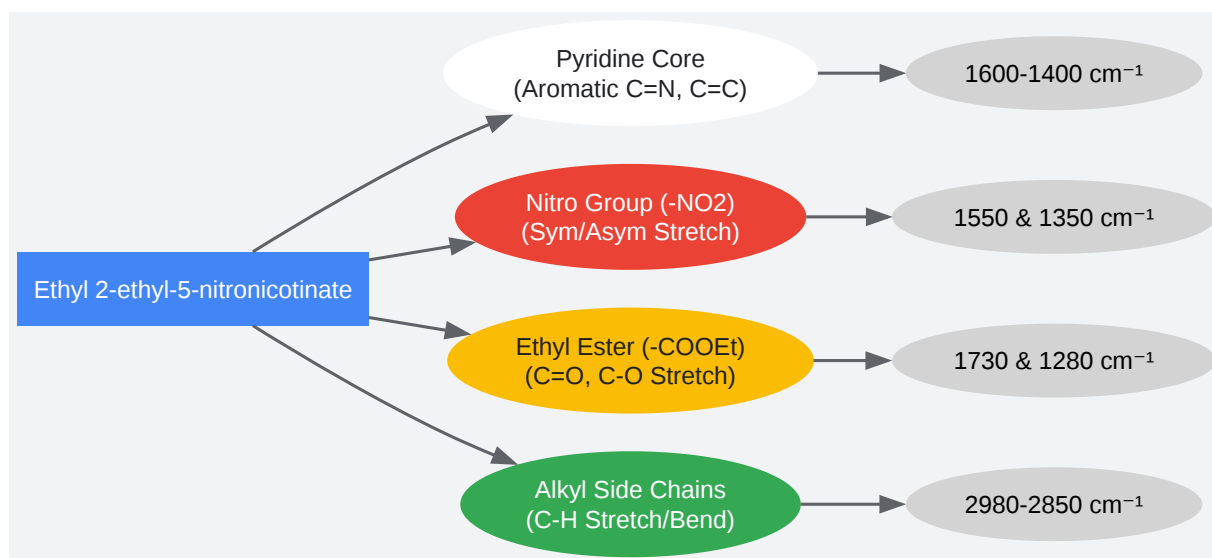 Pyridine Core
(Aromatic C=N, C=C)
1600-1400 cm⁻¹
Nitro Group (-NO2)
(Sym/Asym Stretch)
1550 & 1350 cm⁻¹
Ethyl 2-ethyl-5-nitronicotinate
Ethyl Ester (-COOEt)
(C=O, C-O Stretch)
1730 & 1280 cm⁻¹
Alkyl Side Chains
(C-H Stretch/Bend)
2980-2850 cm⁻¹